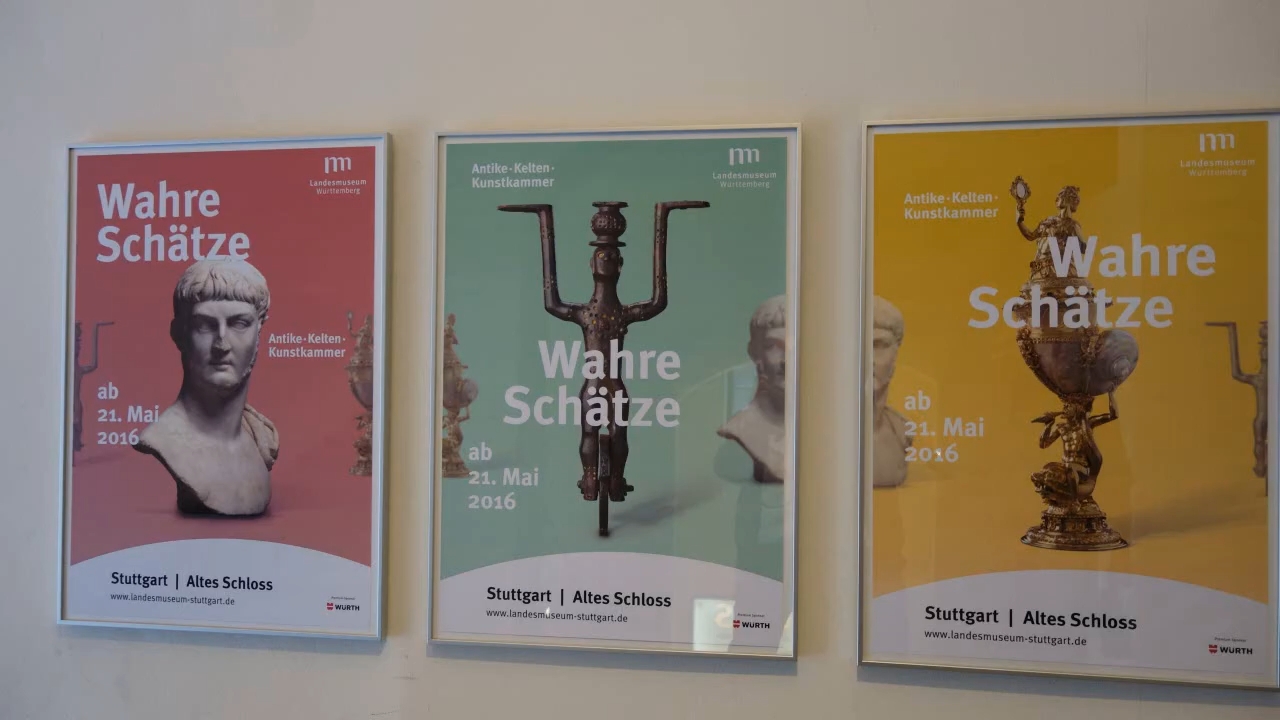 Wahre
Schätze
Landesmuseum
Württemberg
Antike · Kelten ·
Kunstkammer
ab
21. Mai
2016
Stuttgart | Altes Schloss
www.landesmuseum-stuttgart.de
WÜRTH
Antike · Kelten ·
Kunstkammer
Landesmuseum
Württemberg
Wahre
Schätze
ab
21. Mai
2016
Stuttgart | Altes Schloss
www.landesmuseum-stuttgart.de
WÜRTH
Landesmuseum
Württemberg
Antike · Kelten ·
Kunstkammer
Wahre
Schätze
ab
21. Mai
2016
Stuttgart | Altes Schloss
www.landesmuseum-stuttgart.de
WÜRTH